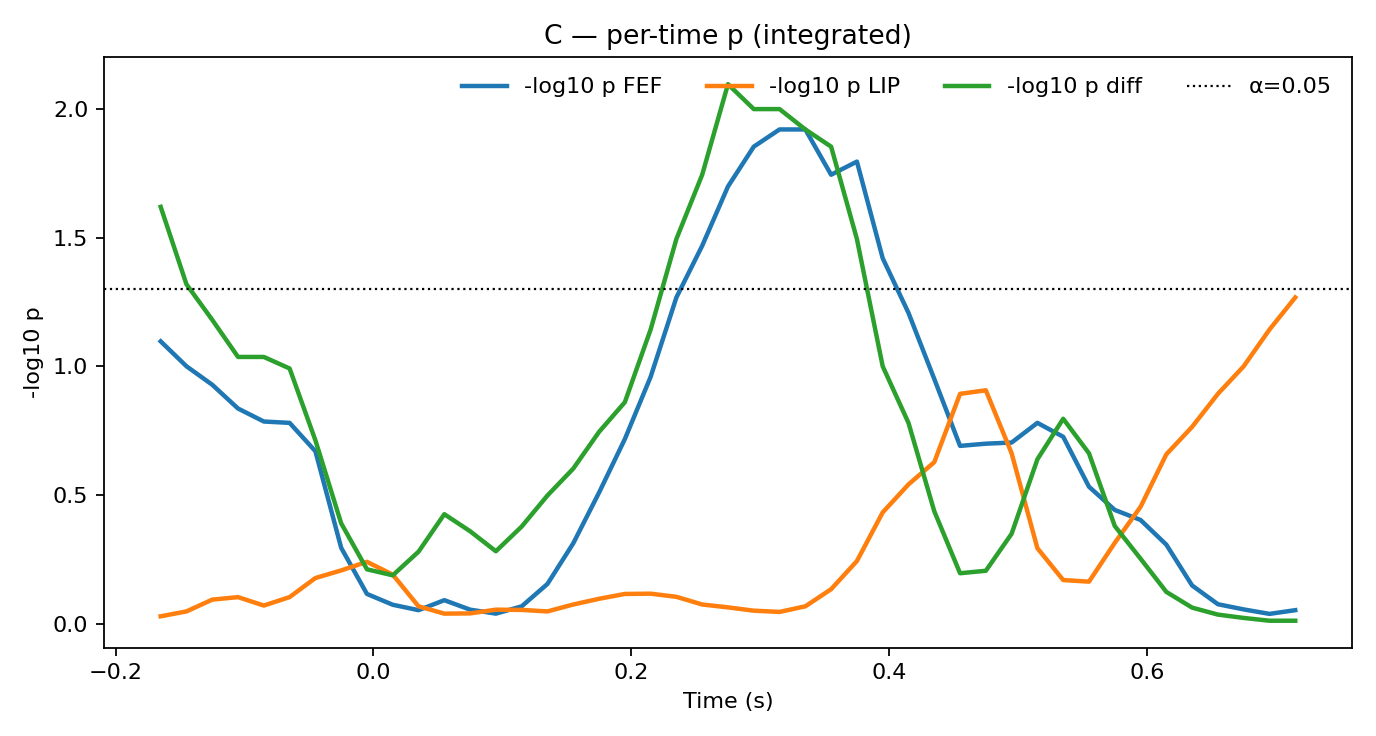 C — per-time p (integrated)
-log10 p FEF
-log10 p LIP
-log10 p diff
α=0.05
2.0
1.5
1.0
0.5
0.0
-log10 p
−0.2
0.0
0.2
0.4
0.6
Time (s)